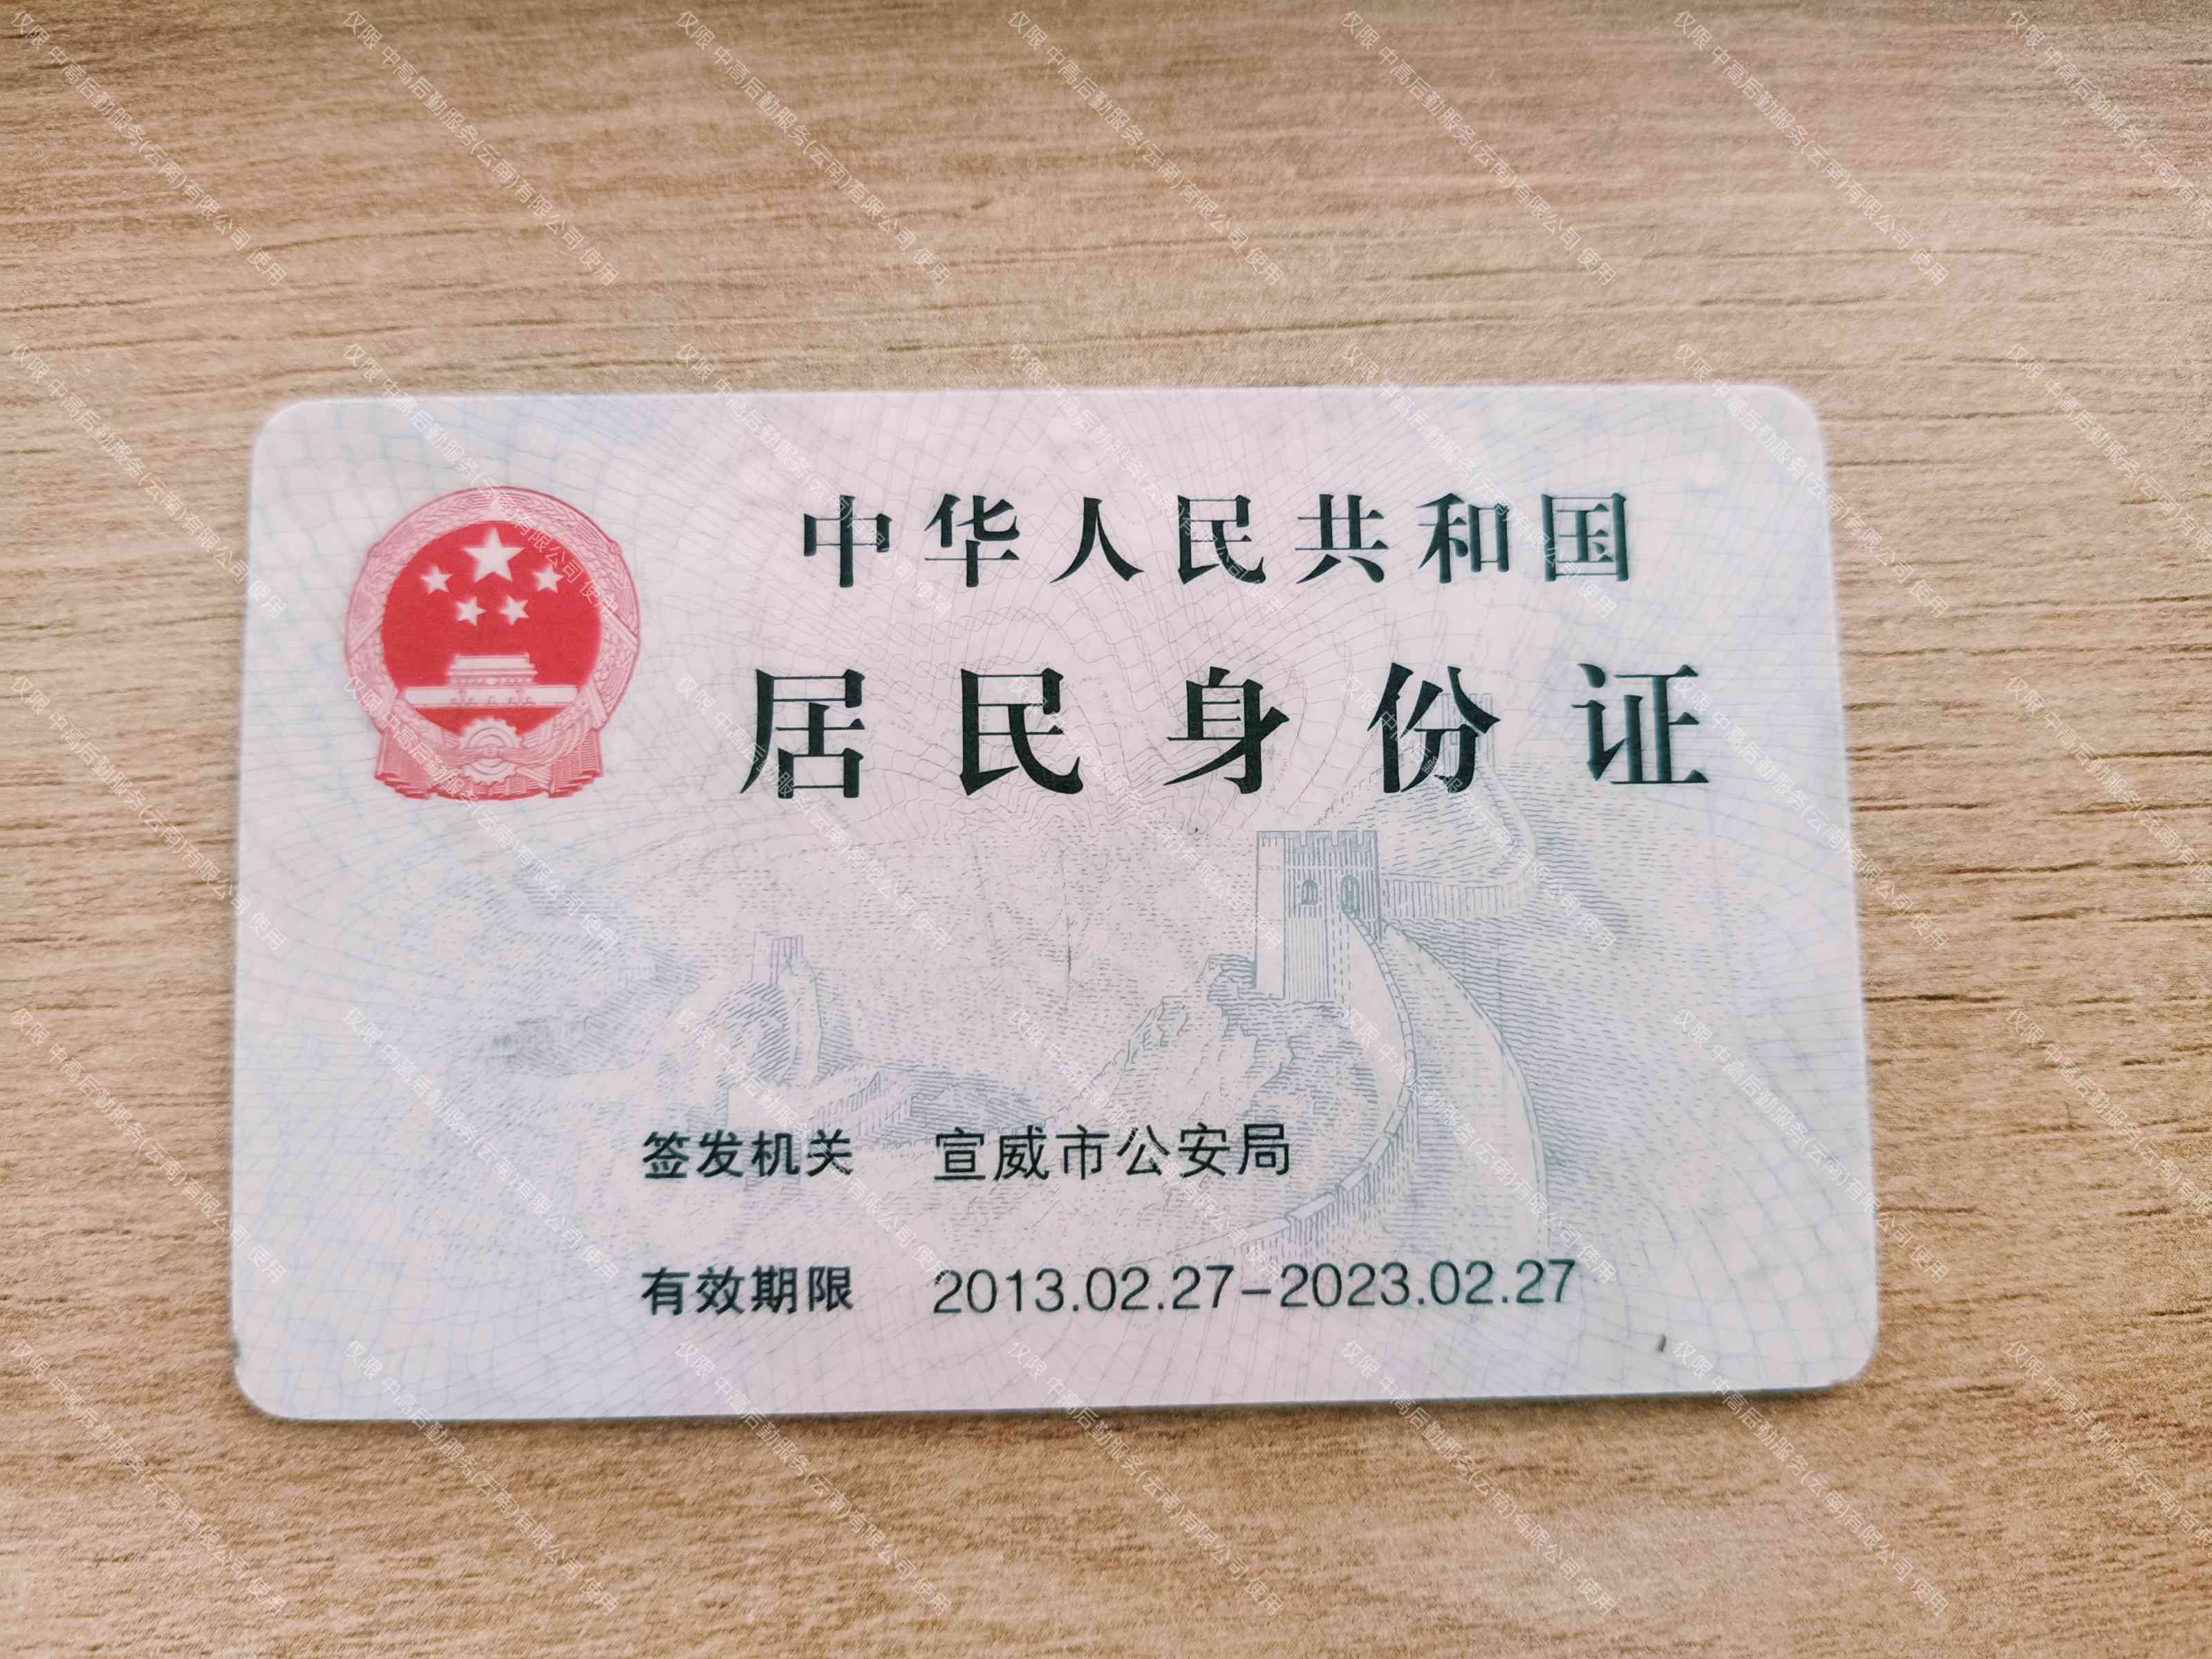 中华人民共和国
居民身份证
签发机关 宣威市公安局
有效期限 2013.02.27-2023.02.27
仅限 中高后勤服务(云南)有限公司 使用